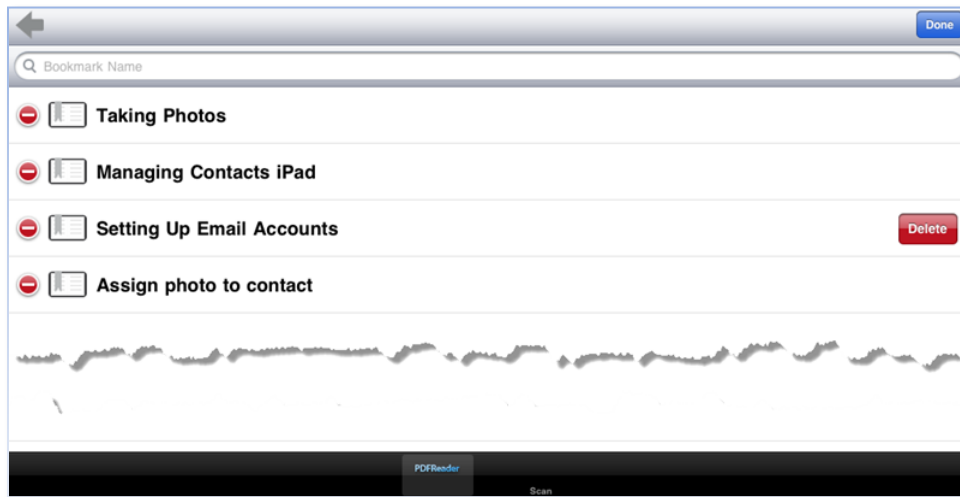 Done
Bookmark Name
Taking Photos
Managing Contacts iPad
Setting Up Email Accounts
Delete
Assign photo to contact
PDFReader
Scan